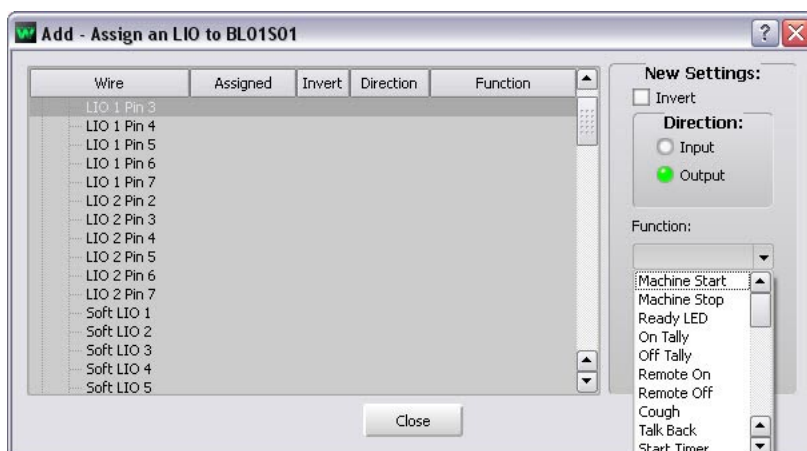 Add - Assign an LIO to BL01S01
Wire Assigned Invert Direction Function
LIO 1 Pin 3
LIO 1 Pin 4
LIO 1 Pin 5
LIO 1 Pin 6
LIO 1 Pin 7
LIO 2 Pin 2
LIO 2 Pin 3
LIO 2 Pin 4
LIO 2 Pin 5
LIO 2 Pin 6
LIO 2 Pin 7
Soft LIO 1
Soft LIO 2
Soft LIO 3
Soft LIO 4
Soft LIO 5
Close
New Settings:
Invert
Direction:
Input
Output
Function:
Machine Start
Machine Stop
Ready LED
On Tally
Off Tally
Remote On
Remote Off
Cough
Talk Back
Start Timer